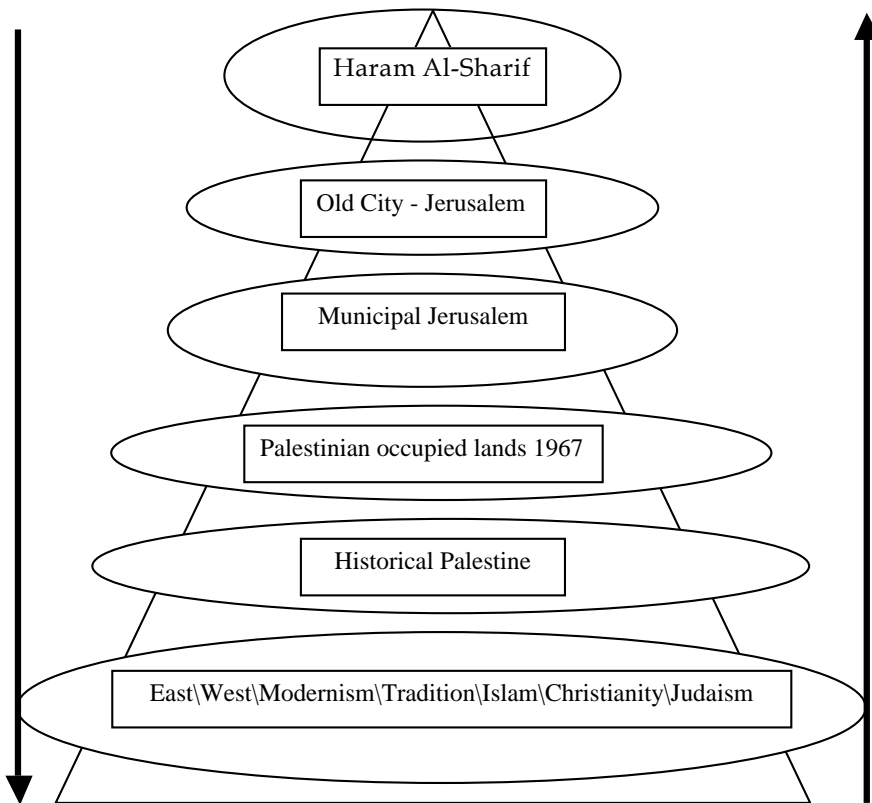 Haram Al-Sharif
Old City - Jerusalem
Municipal Jerusalem
Palestinian occupied lands 1967
Historical Palestine
East\West\Modernism\Tradition\Islam\Christianity\Judaism